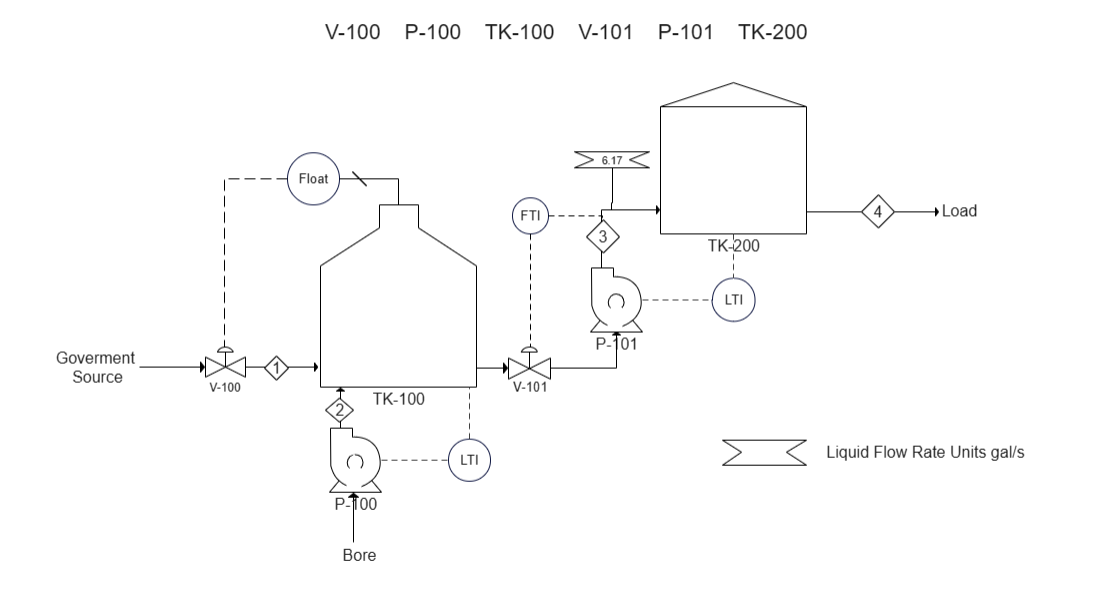 V-100 P-100 TK-100 V-101 P-101 TK-200
6.17
Float
FTI
3
4
Load
TK-200
LTI
P-101
Goverment
Source
1
V-100
V-101
TK-100
2
LTI
Liquid Flow Rate Units gal/s
P-100
Bore